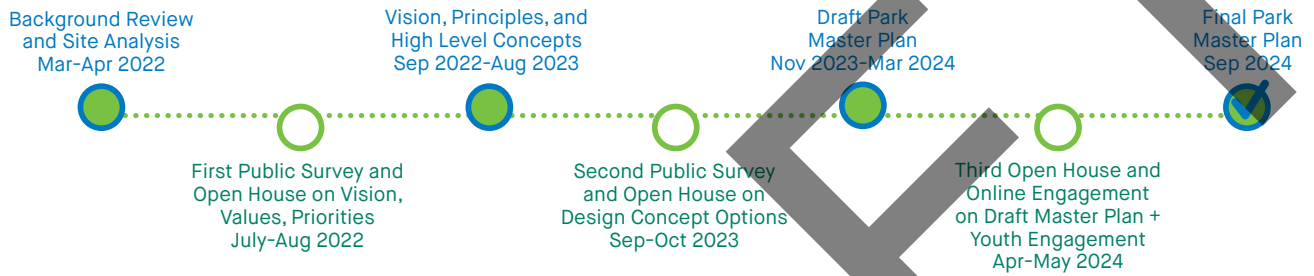 Background Review
and Site Analysis
Mar-Apr 2022
First Public Survey and
Open House on Vision,
Values, Priorities
July-Aug 2022
Vision, Principles, and
High Level Concepts
Sep 2022-Aug 2023
Second Public Survey
and Open House on
Design Concept Options
Sep-Oct 2023
Draft Park
Master Plan
Nov 2023-Mar 2024
Third Open House and
Online Engagement
on Draft Master Plan +
Youth Engagement
Apr-May 2024
Final Park
Master Plan
Sep 2024